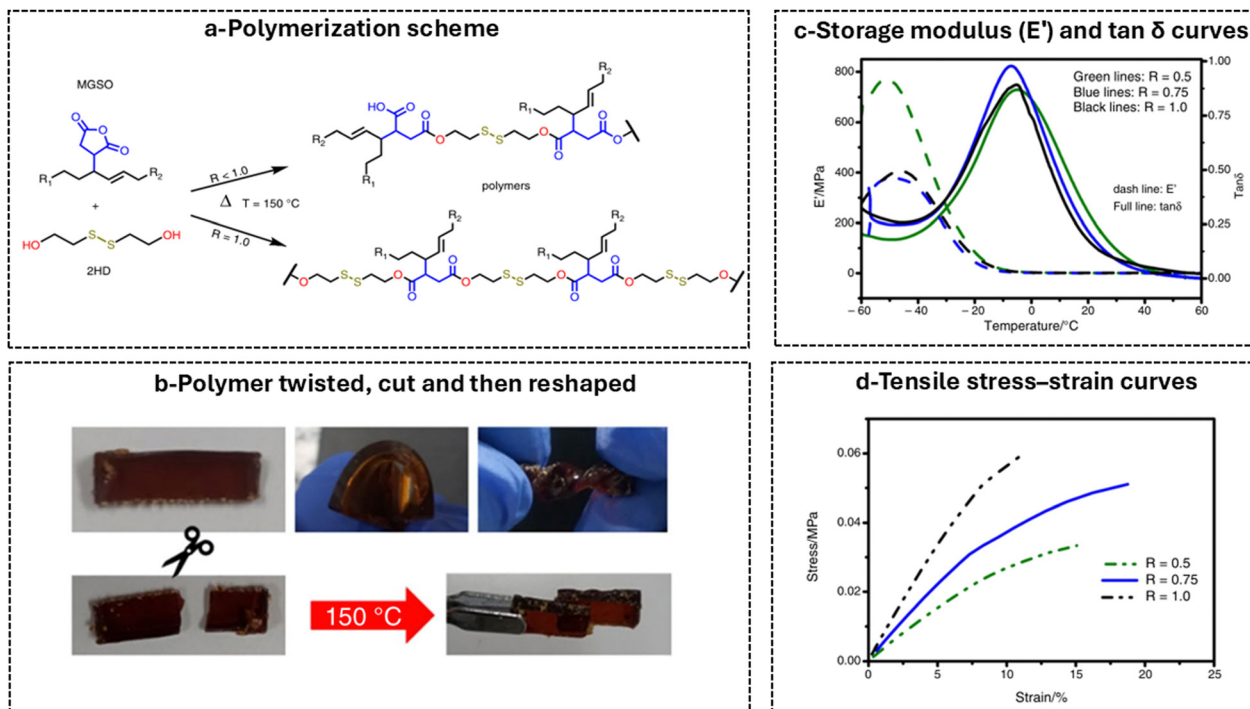 a-Polymerization scheme
MGSO
O
O
O
R₁
R₂
+
HO
S
S
OH
2HD
R < 1.0
Δ T = 150 °C
R = 1.0
R₂
R₁
HO
O
O
O
S
S
O
O
O
O
R₂
R₁
polymers
R₂
R₁
R₂
R₁
O
S
S
O
O
O
O
S
S
O
O
O
O
S
S
O
b-Polymer twisted, cut and then reshaped
150 °C
c-Storage modulus (E') and tan δ curves
Green lines: R = 0.5
Blue lines: R = 0.75
Black lines: R = 1.0
dash line: E'
Full line: tanδ
E'/MPa
800
600
400
200
0
1.00
0.75
0.50
0.25
0.00
Tanδ
−60 −40 −20 0 20 40 60
Temperature/°C
d-Tensile stress–strain curves
Stress/MPa
0.06
0.04
0.02
0.00
R = 0.5
R = 0.75
R = 1.0
0 5 10 15 20 25
Strain/%